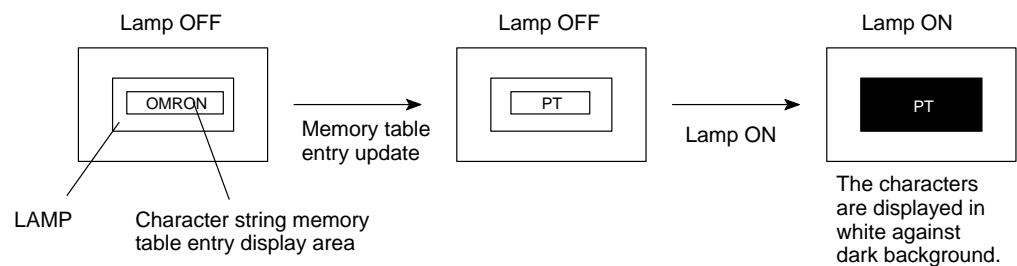 Lamp OFF
Lamp OFF
Lamp ON
OMRON
PT
PT
Memory table
entry update
Lamp ON
LAMP
Character string memory
table entry display area
The characters
are displayed in
white against
dark background.